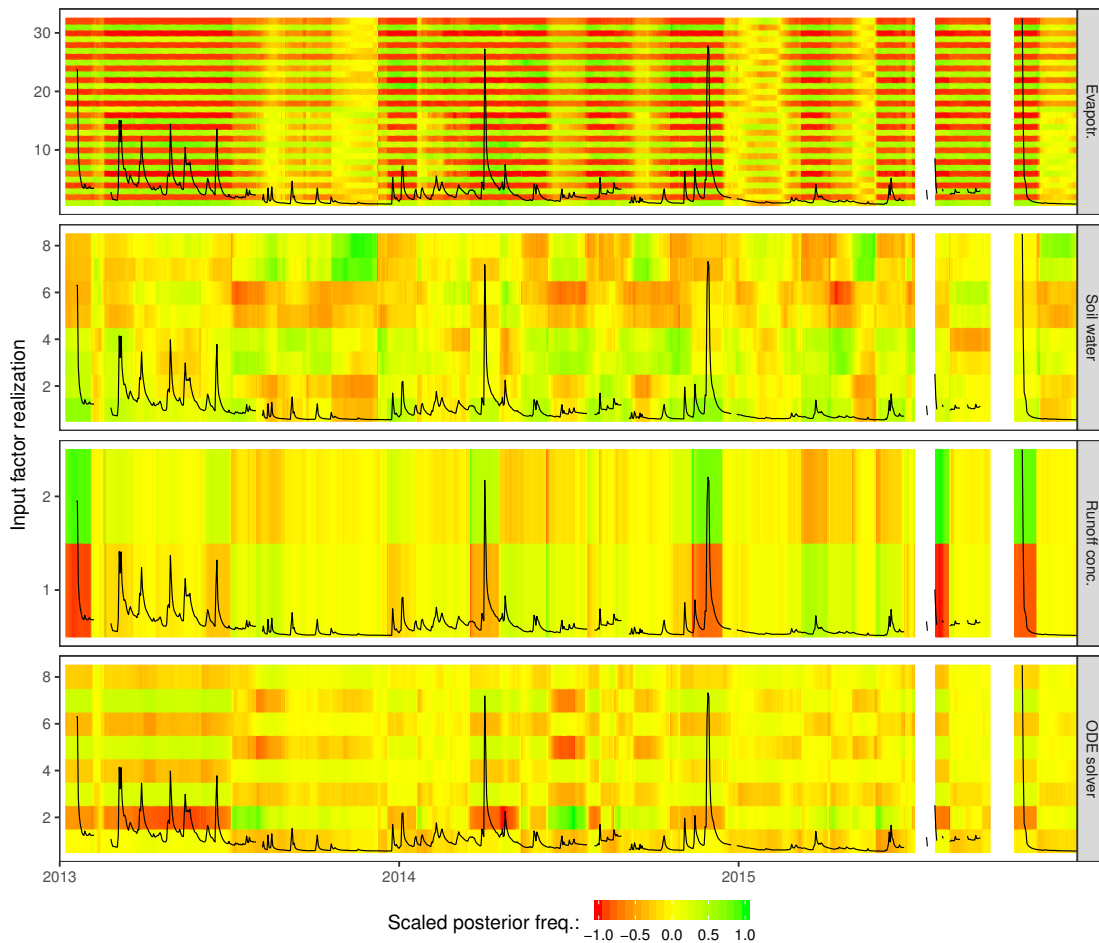 Input factor realization
30
20
10
Evapotr.
8
6
4
2
Soil water
2
1
Runoff conc.
8
6
4
2
ODE solver
2013 2014 2015
Scaled posterior freq.:
-1.0 -0.5 0.0 0.5 1.0